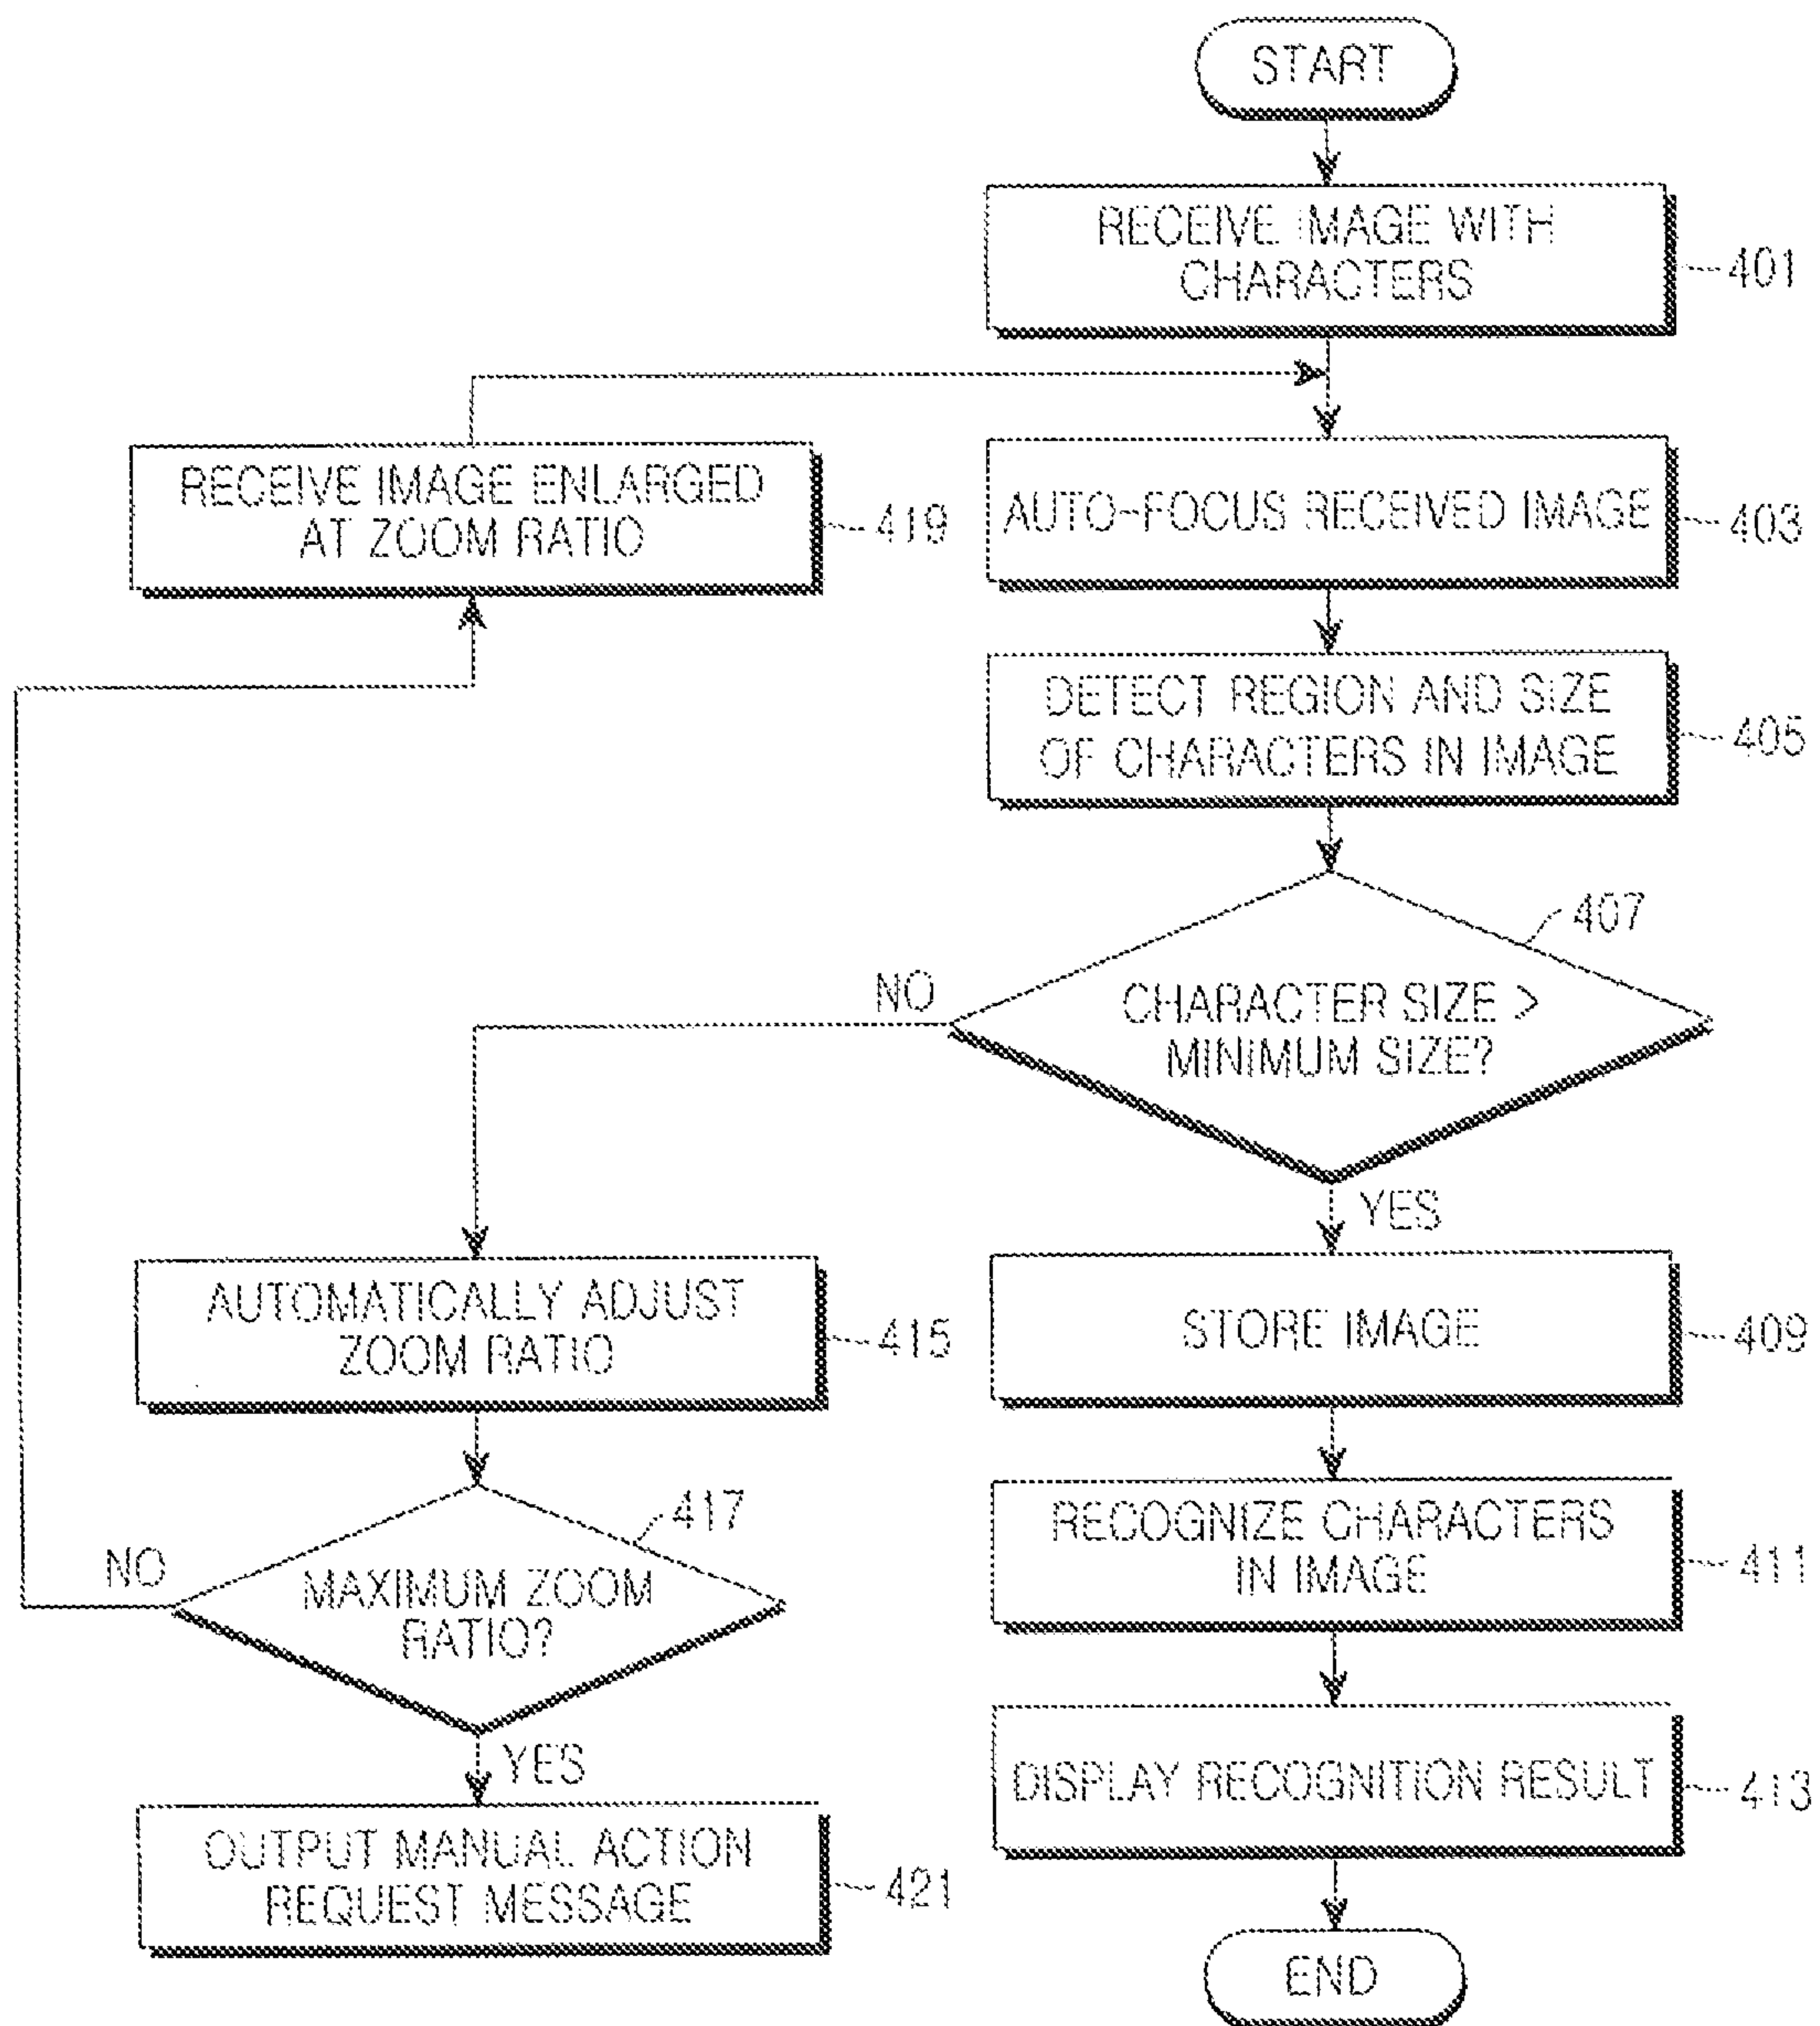 START
RECEIVE IMAGE WITH
CHARACTERS
401
RECEIVE IMAGE ENLARGED
AT ZOOM RATIO
419
AUTO-FOCUS RECEIVED IMAGE
403
DETECT REGION AND SIZE
OF CHARACTERS IN IMAGE
405
407
NO
CHARACTER SIZE >
MINIMUM SIZE?
YES
AUTOMATICALLY ADJUST
ZOOM RATIO
415
STORE IMAGE
409
417
NO
MAXIMUM ZOOM
RATIO?
YES
RECOGNIZE CHARACTERS
IN IMAGE
411
OUTPUT MANUAL ACTION
REQUEST MESSAGE
421
DISPLAY RECOGNITION RESULT
413
END